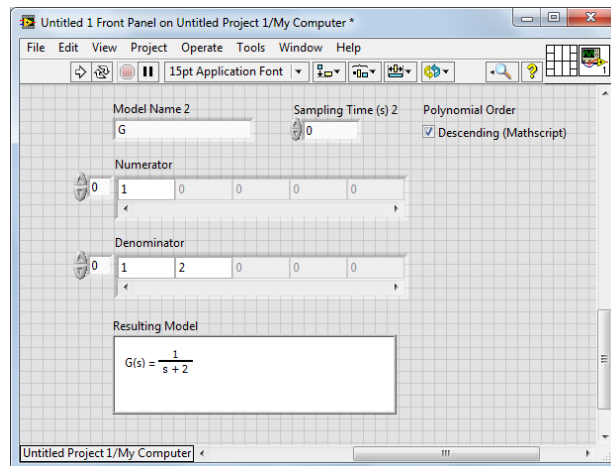 Untitled 1 Front Panel on Untitled Project 1/My Computer *
File Edit View Project Operate Tools Window Help
15pt Application Font
1
Model Name 2 Sampling Time (s) 2 Polynomial Order
G 0 Descending (Mathscript)
Numerator
0 1 0 0 0 0
Denominator
0 1 2 0 0 0
Resulting Model
1
G(s) =
s + 2
Untitled Project 1/My Computer